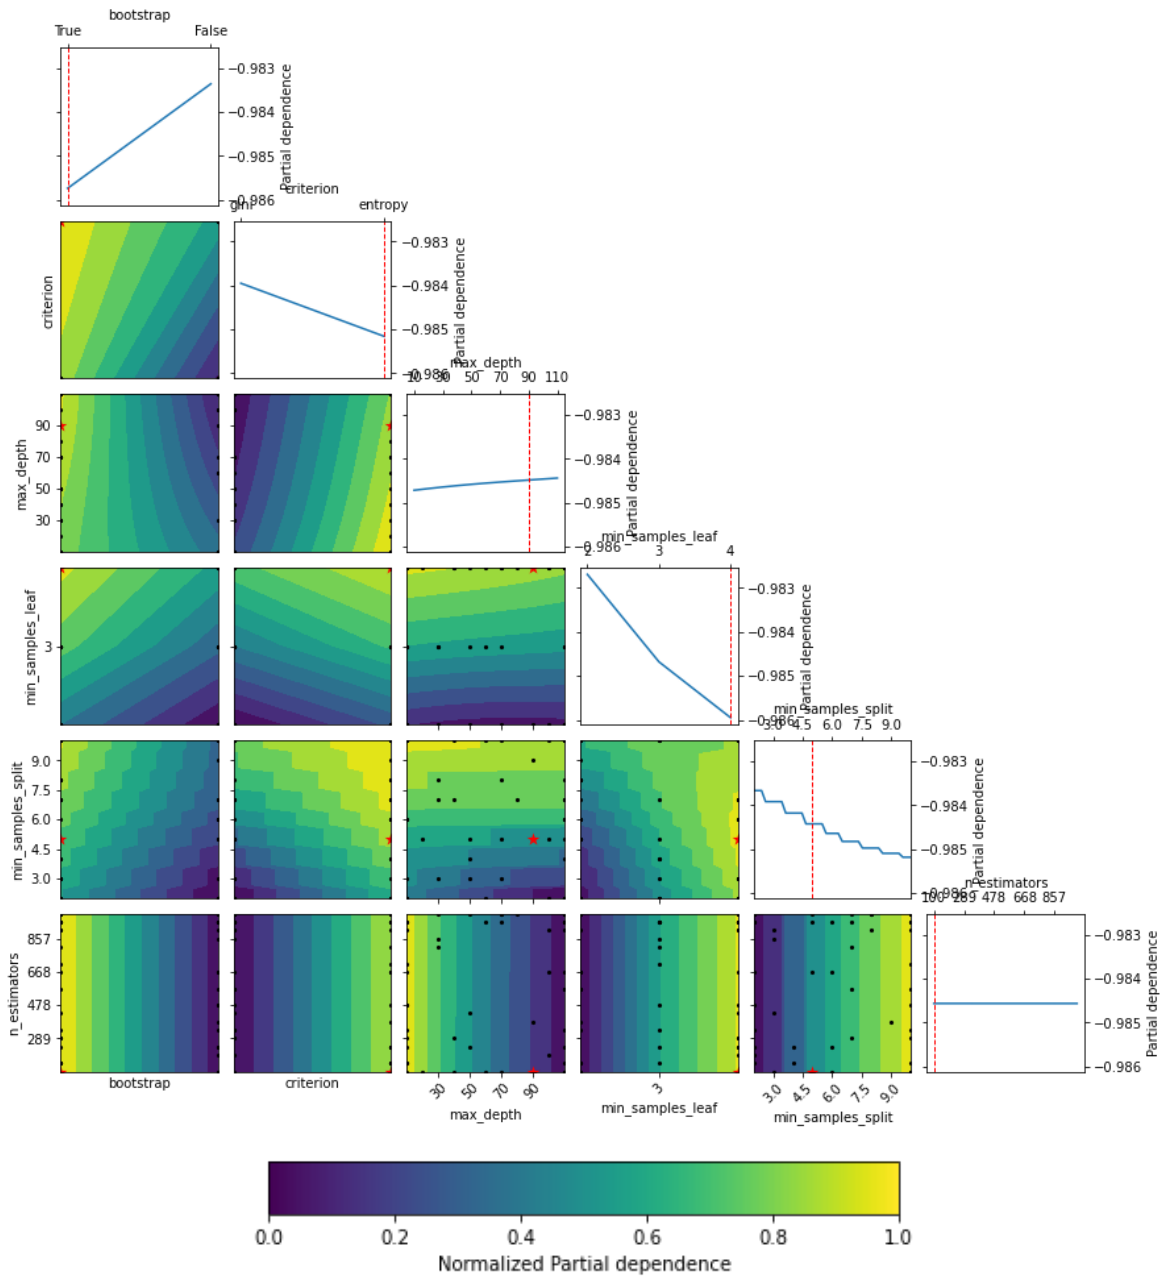 bootstrap
True False
−0.983
−0.984
−0.985
−0.986
Partial dependence
criterion
gini entropy
criterion
−0.983
−0.984
−0.985
−0.986
Partial dependence
max_depth
10 30 50 70 90 110
max_depth
90
70
50
30
−0.983
−0.984
−0.985
−0.986
Partial dependence
min_samples_leaf
2 3 4
min_samples_leaf
3
−0.983
−0.984
−0.985
−0.986
Partial dependence
min_samples_split
3.0 4.5 6.0 7.5 9.0
min_samples_split
9.0
7.5
6.0
4.5
3.0
−0.983
−0.984
−0.985
−0.986
Partial dependence
n_estimators
100 289 478 668 857
n_estimators
857
668
478
289
−0.983
−0.984
−0.985
−0.986
Partial dependence
bootstrap
criterion
30 50 70 90
max_depth
3
min_samples_leaf
3.0 4.5 6.0 7.5 9.0
min_samples_split
0.0 0.2 0.4 0.6 0.8 1.0
Normalized Partial dependence